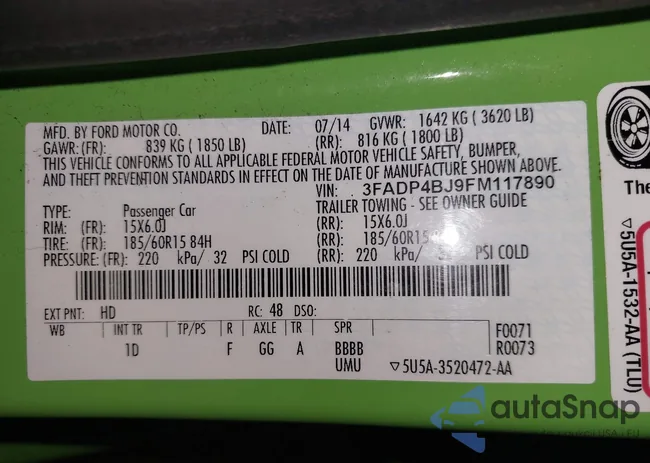 MFD. BY FORD MOTOR CO. DATE: 07/14 GVWR: 1642 KG ( 3620 LB)
GAWR: (FR): 839 KG ( 1850 LB) (RR): 816 KG ( 1800 LB)
THIS VEHICLE CONFORMS TO ALL APPLICABLE FEDERAL MOTOR VEHICLE SAFETY, BUMPER,
AND THEFT PREVENTION STANDARDS IN EFFECT ON THE DATE OF MANUFACTURE SHOWN ABOVE.
VIN: 3FADP4BJ9FM117890
TYPE: Passenger Car TRAILER TOWING - SEE OWNER GUIDE
RIM: (FR): 15X6.0J (RR): 15X6.0J
TIRE: (FR): 185/60R15 84H (RR): 185/60R15
PRESSURE: (FR): 220 kPa/ 32 PSI COLD (RR): 220 kPa/ PSI COLD
EXT PNT: HD RC: 48 DSO:
WB INT TR TP/PS R AXLE TR SPR F0071
1D F GG A BBBB R0073
UMU ▽5U5A-3520472-AA
The
▽5U5A-1532-AA (TLU)
autaSnap